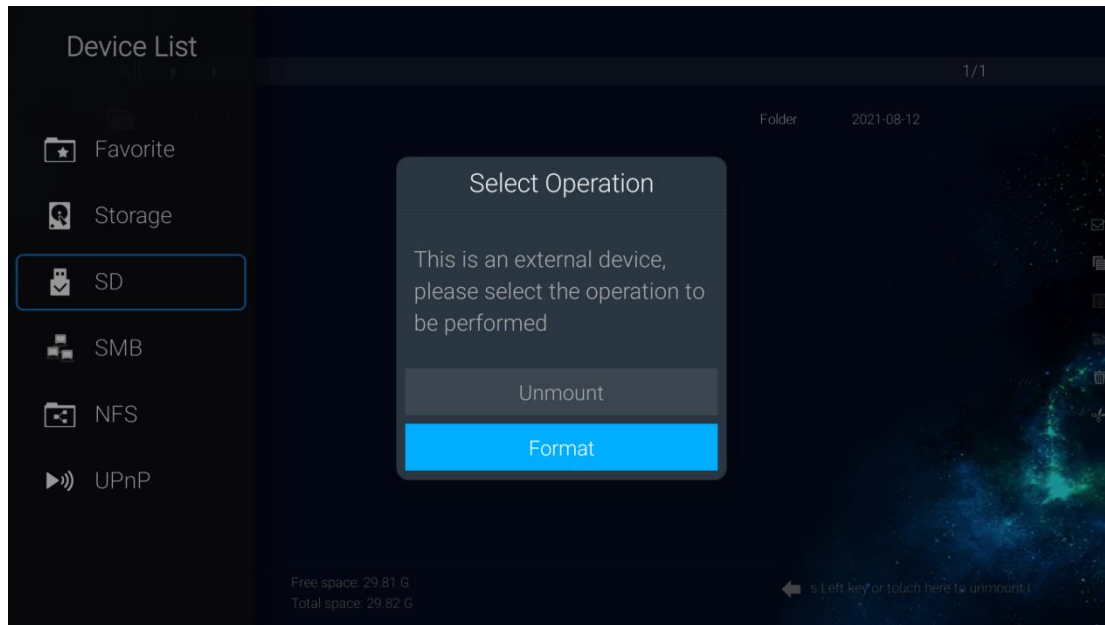 Device List
All
1/1
Folder 2021-08-12
Favorite
Select Operation
Storage
This is an external device,
please select the operation to
be performed
SD
SMB
Unmount
NFS
Format
UPnP
Free space: 29.81 G
Total space: 29.82 G
s Left key or touch here to unmount